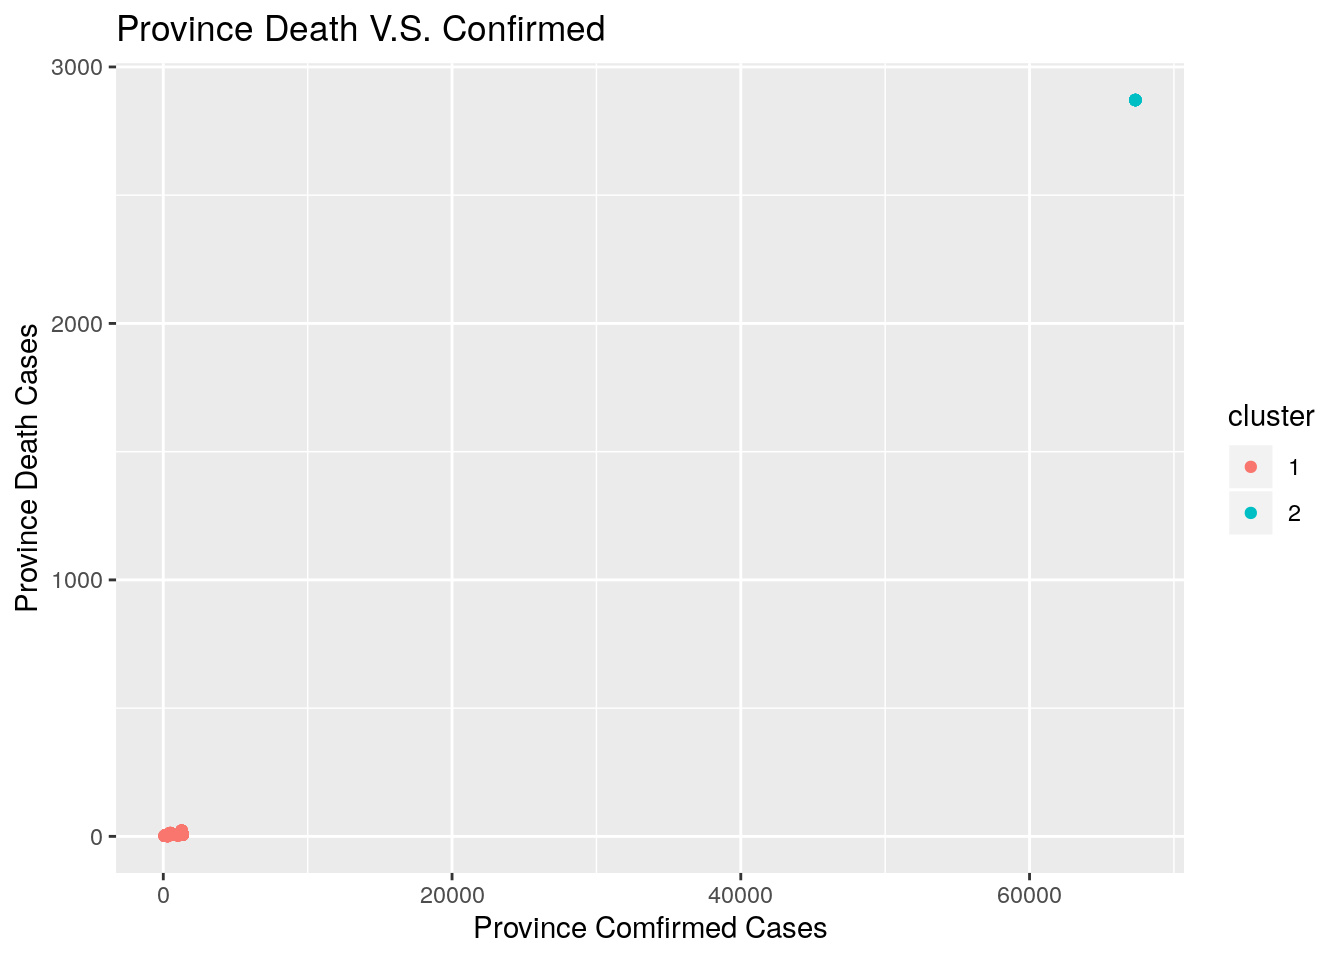 Province Death V.S. Confirmed
3000
2000
1000
0
Province Death Cases
0 20000 40000 60000
Province Comfirmed Cases
cluster
1
2